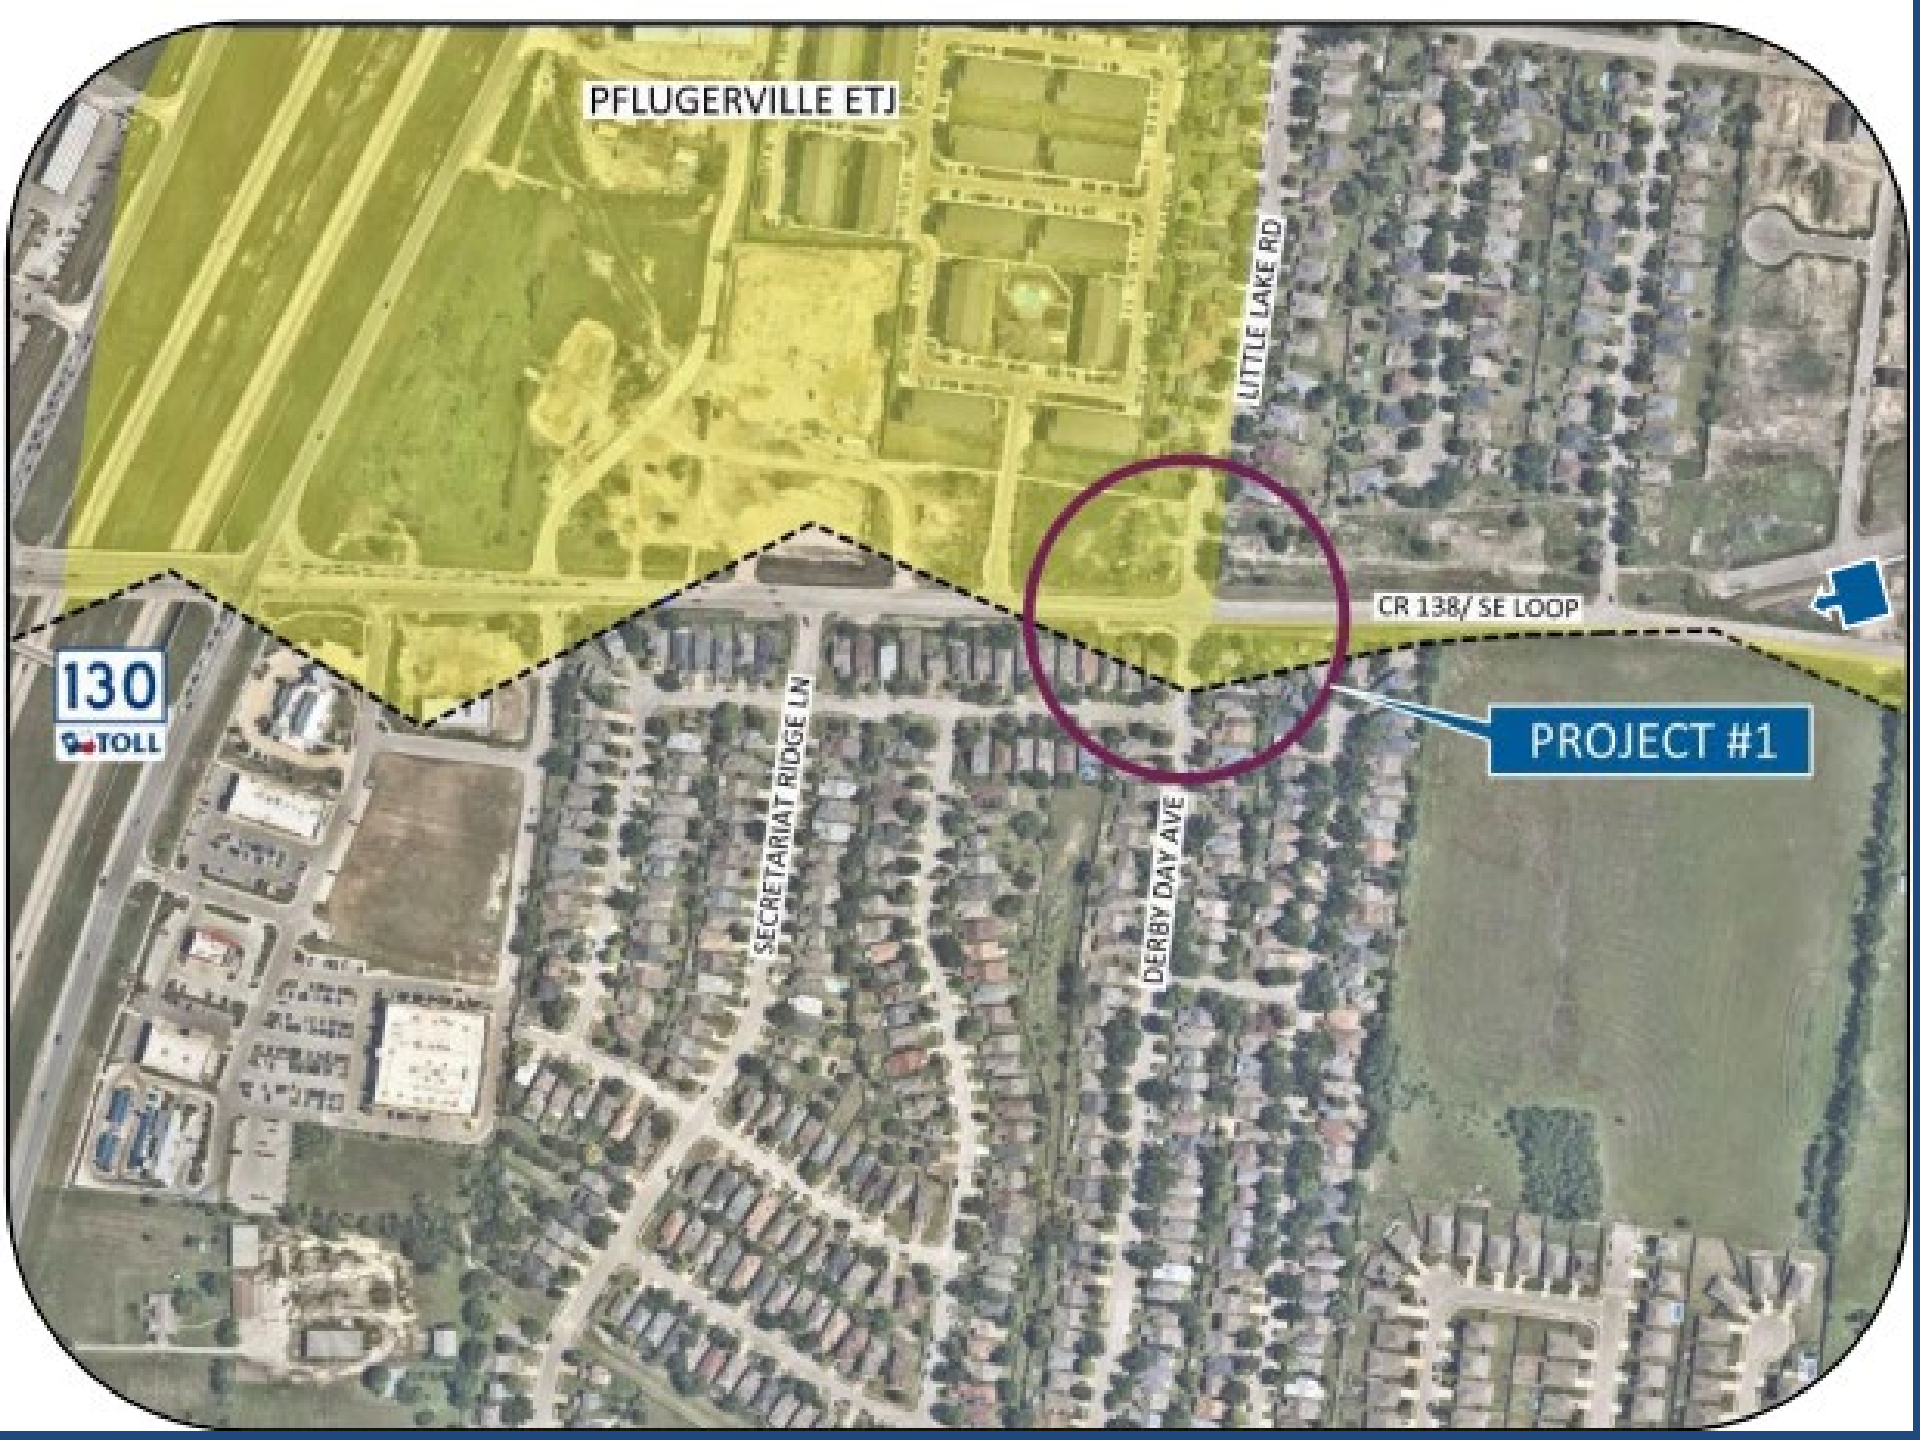 PFLUGERVILLE ETJ
LITTLE LAKE RD
CR 138/ SE LOOP
130
TOLL
SECRETARIAT RIDGE LN
PROJECT #1
DERBY DAY AVE